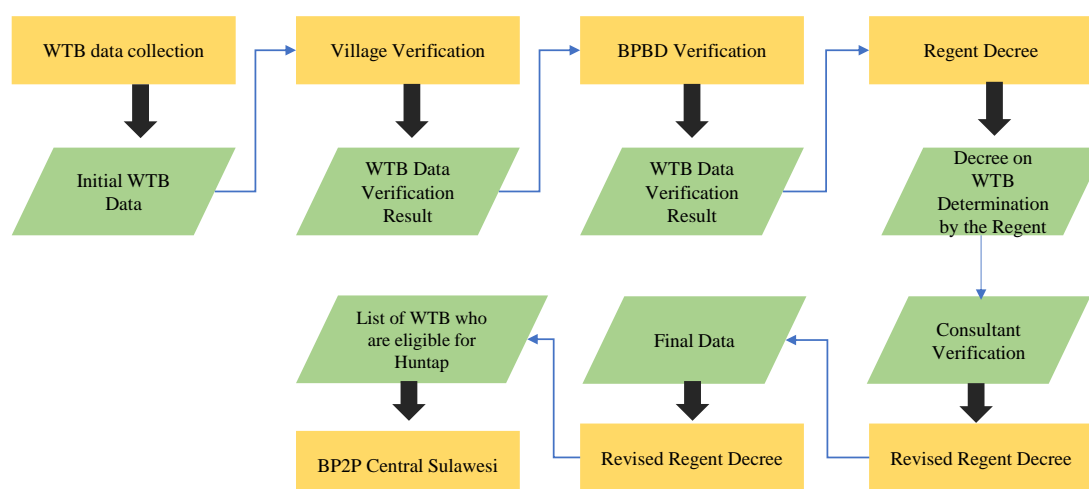 WTB data collection
Village Verification
BPBD Verification
Regent Decree
Initial WTB
Data
WTB Data
Verification
Result
WTB Data
Verification
Result
Decree on
WTB
Determination
by the Regent
List of WTB who
are eligible for
Huntap
Final Data
Consultant
Verification
BP2P Central Sulawesi
Revised Regent Decree
Revised Regent Decree